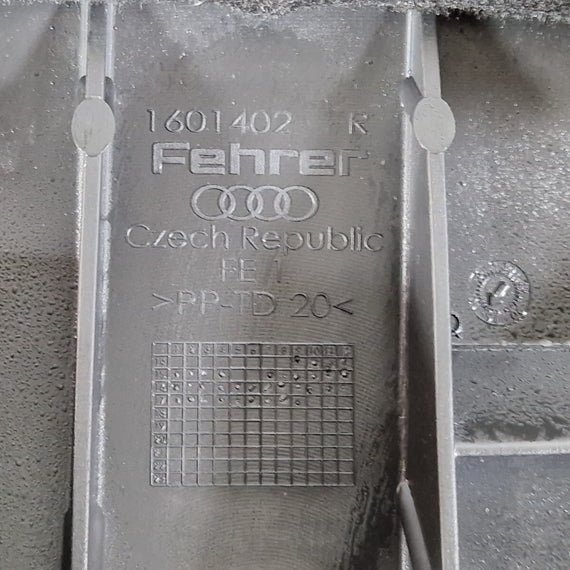 1601402 R
Fehrer
Czech Republic
FE 1
>PP-TD 20<